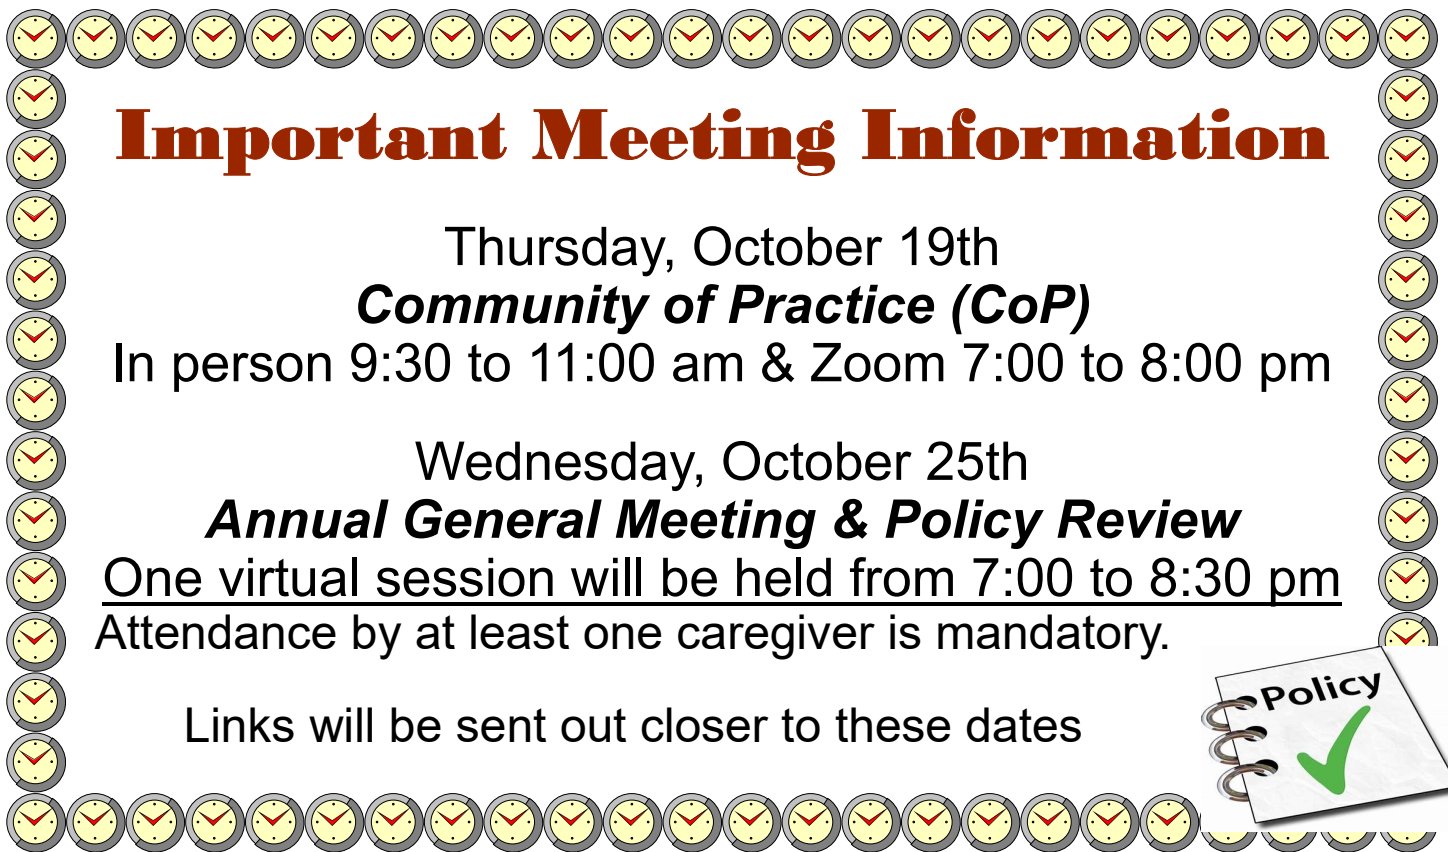 Important Meeting Information
Thursday, October 19th
Community of Practice (CoP)
In person 9:30 to 11:00 am & Zoom 7:00 to 8:00 pm
Wednesday, October 25th
Annual General Meeting & Policy Review
One virtual session will be held from 7:00 to 8:30 pm
Attendance by at least one caregiver is mandatory.
Links will be sent out closer to these dates
Policy